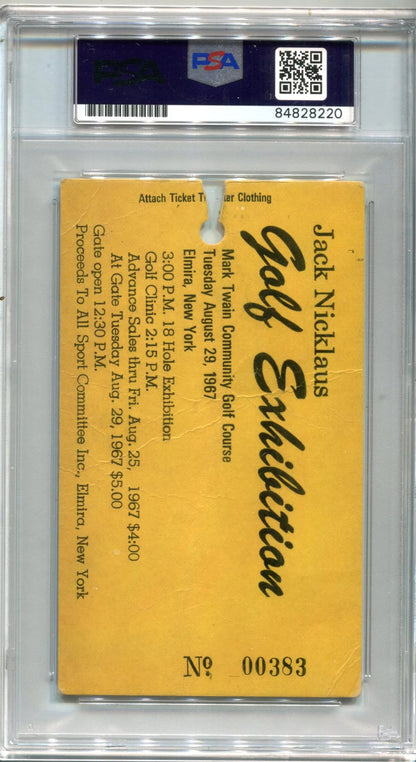 PSA
PSA
84828220
Attach Ticket T ker Clothing
Jack Nicklaus
Golf Exhibition
Mark Twain Community Golf Course
Tuesday August 29, 1967
Elmira, New York
3:00 P.M. 18 Hole Exhibition
Golf Clinic 2:15 P.M.
Advance Sales thru Fri. Aug. 25, 1967 $4:00
At Gate Tuesday Aug. 29, 1967 $5.00
Gate open 12:30 P.M.
Proceeds To All Sport Committee Inc., Elmira, New York
Nº 00383